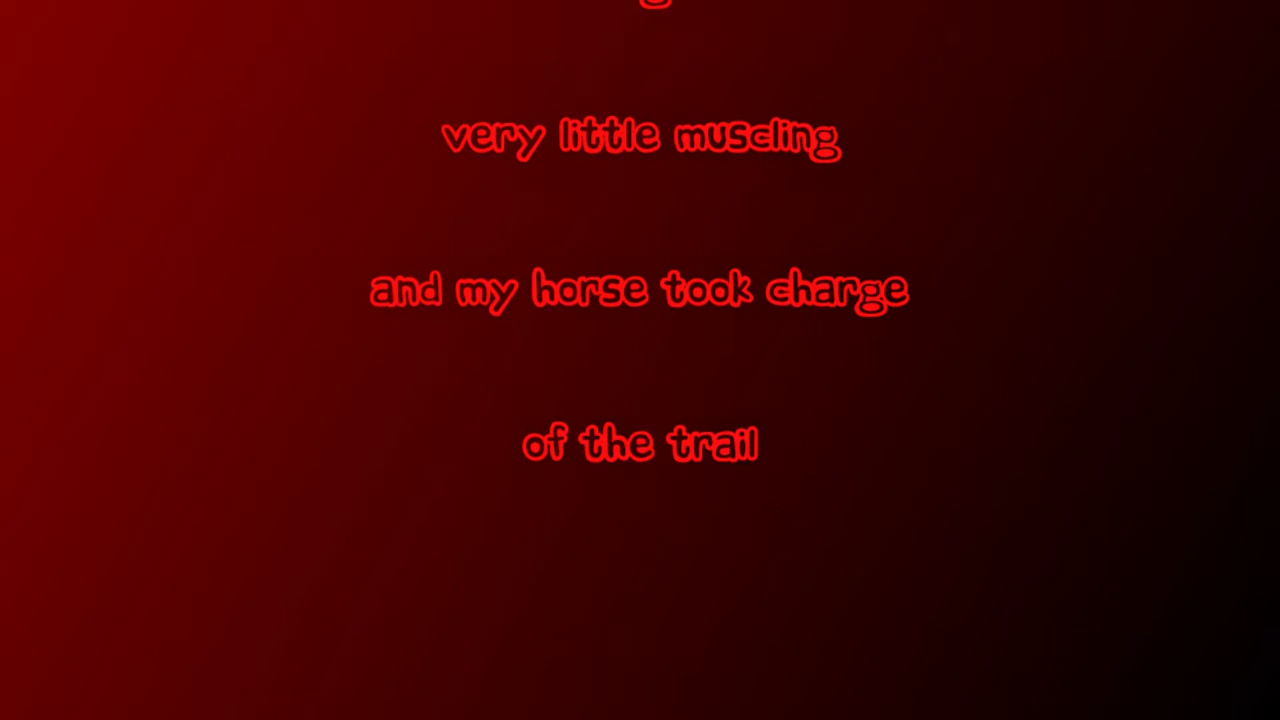 very little muscling
and my horse took charge
of the trail